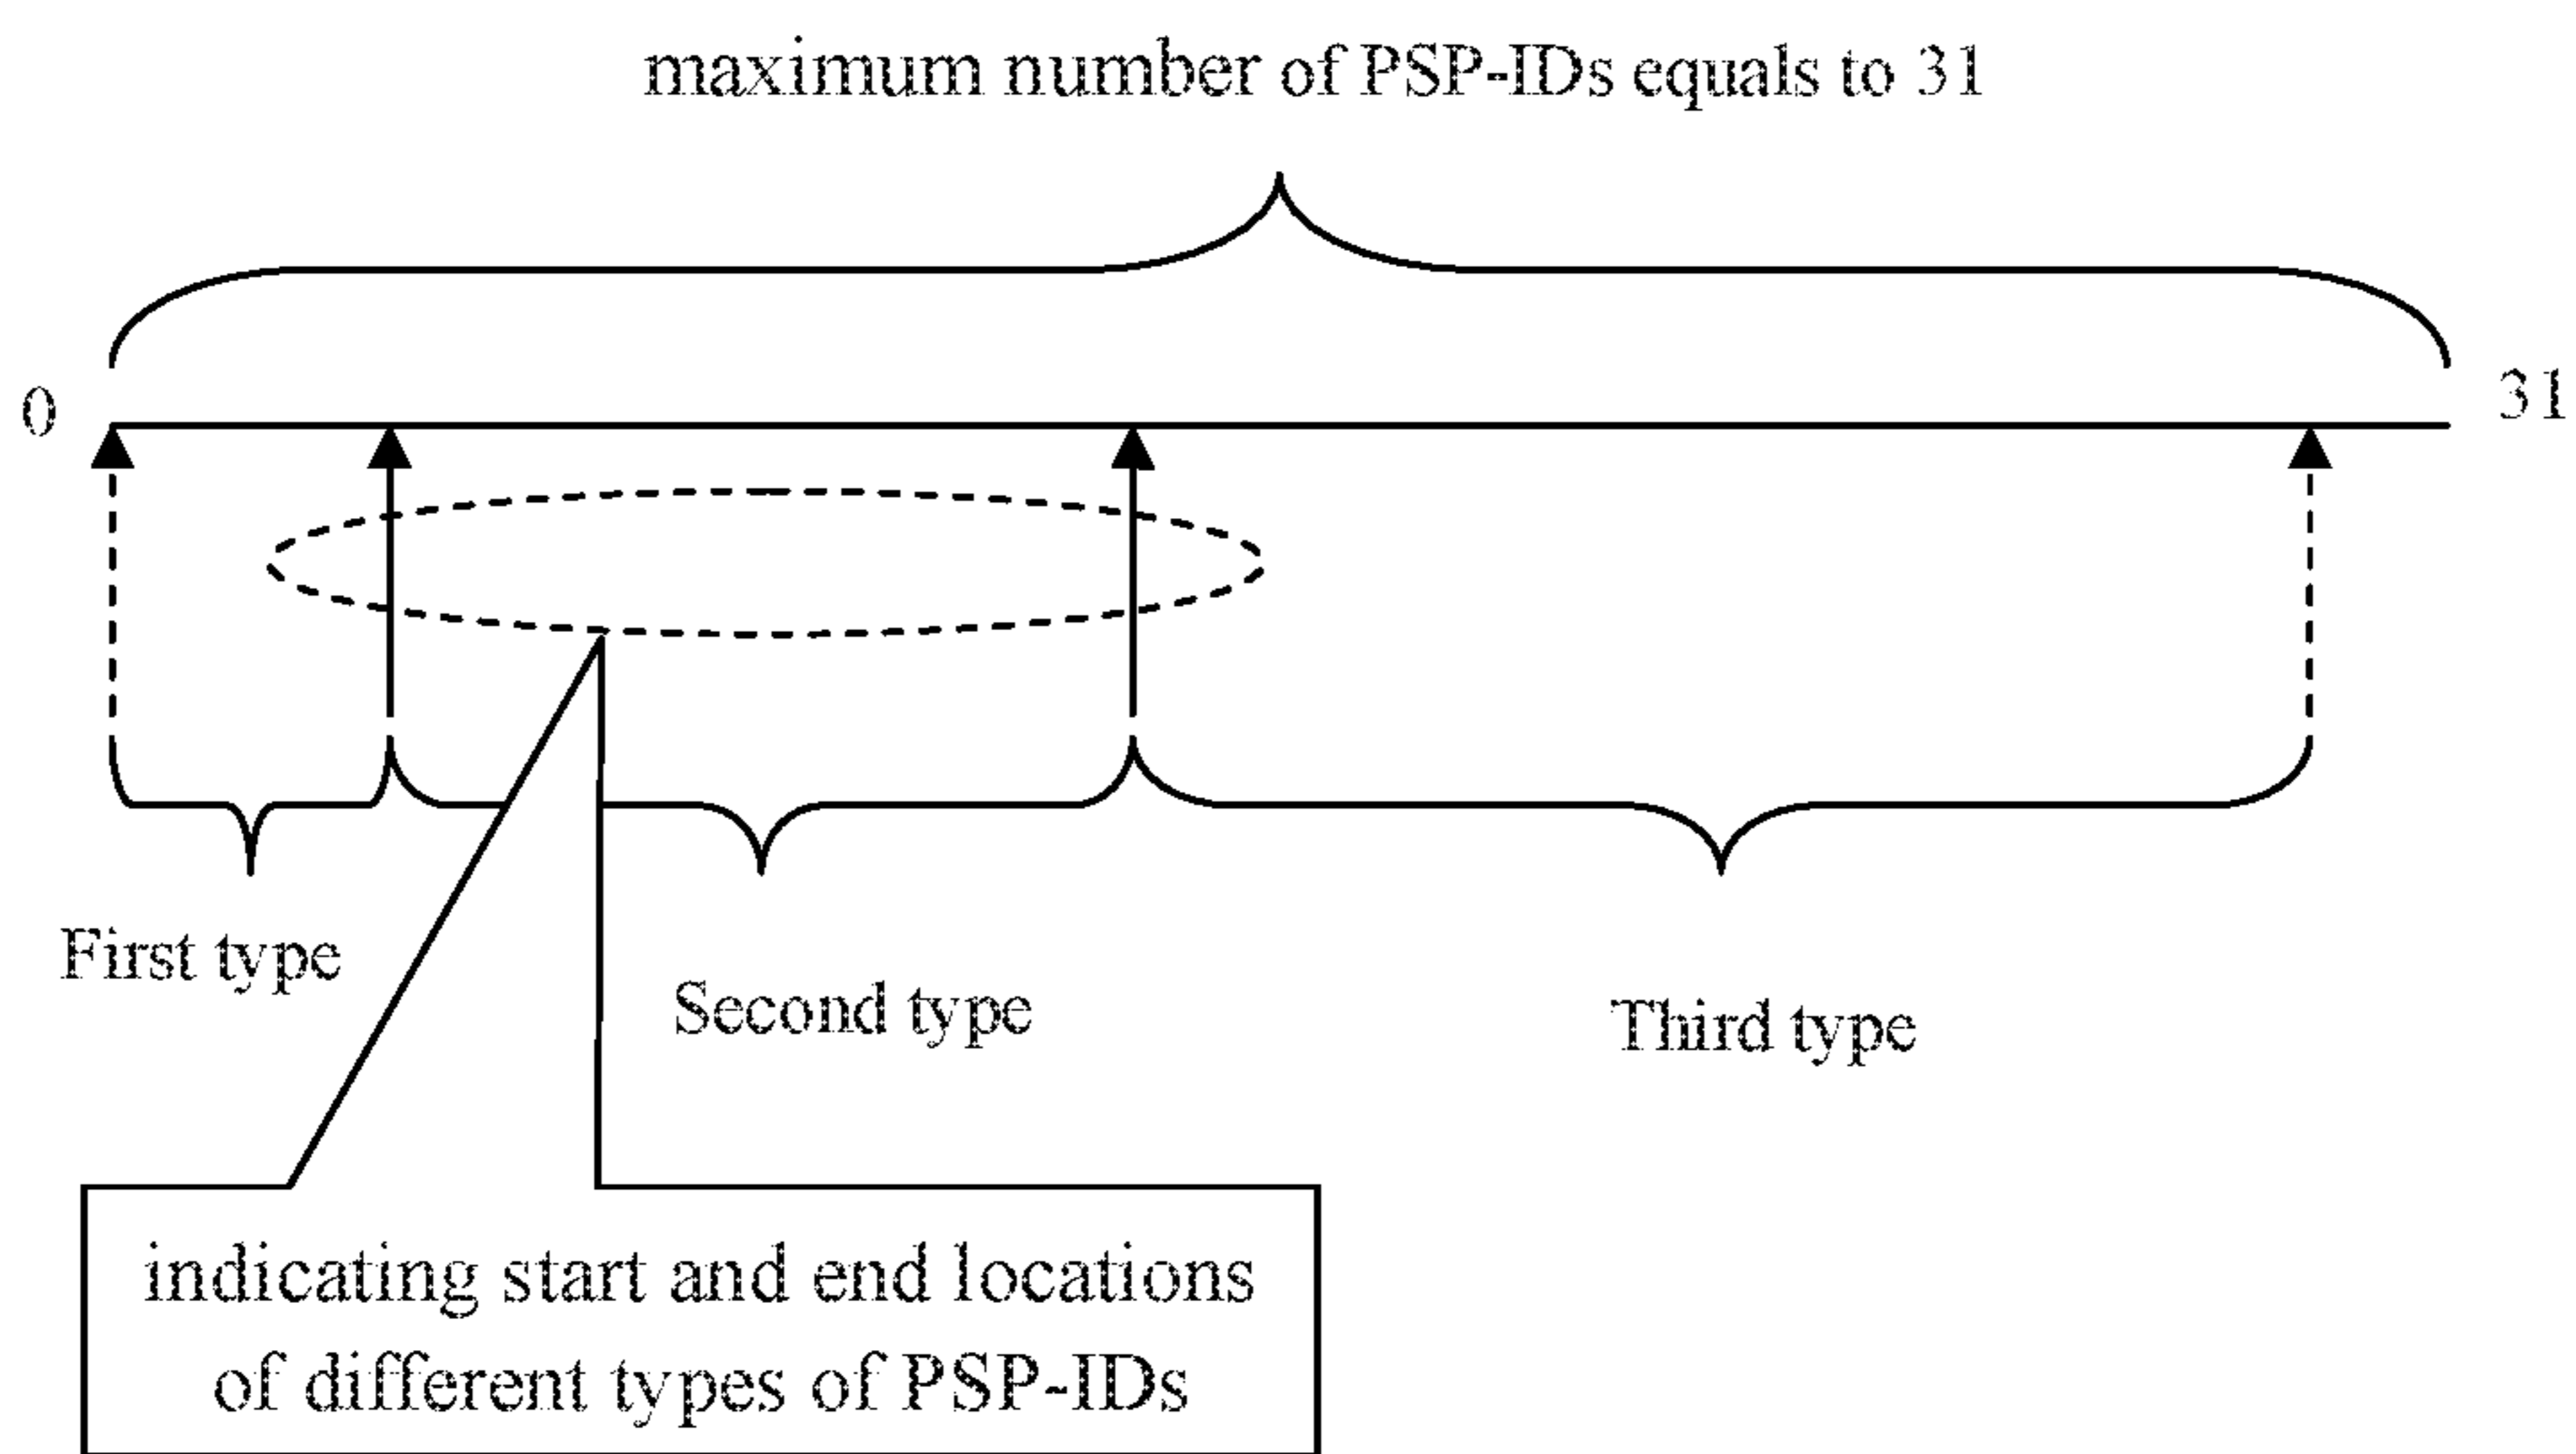 maximum number of PSP-IDs equals to 31
0
31
First type
Second type
Third type
indicating start and end locations
of different types of PSP-IDs